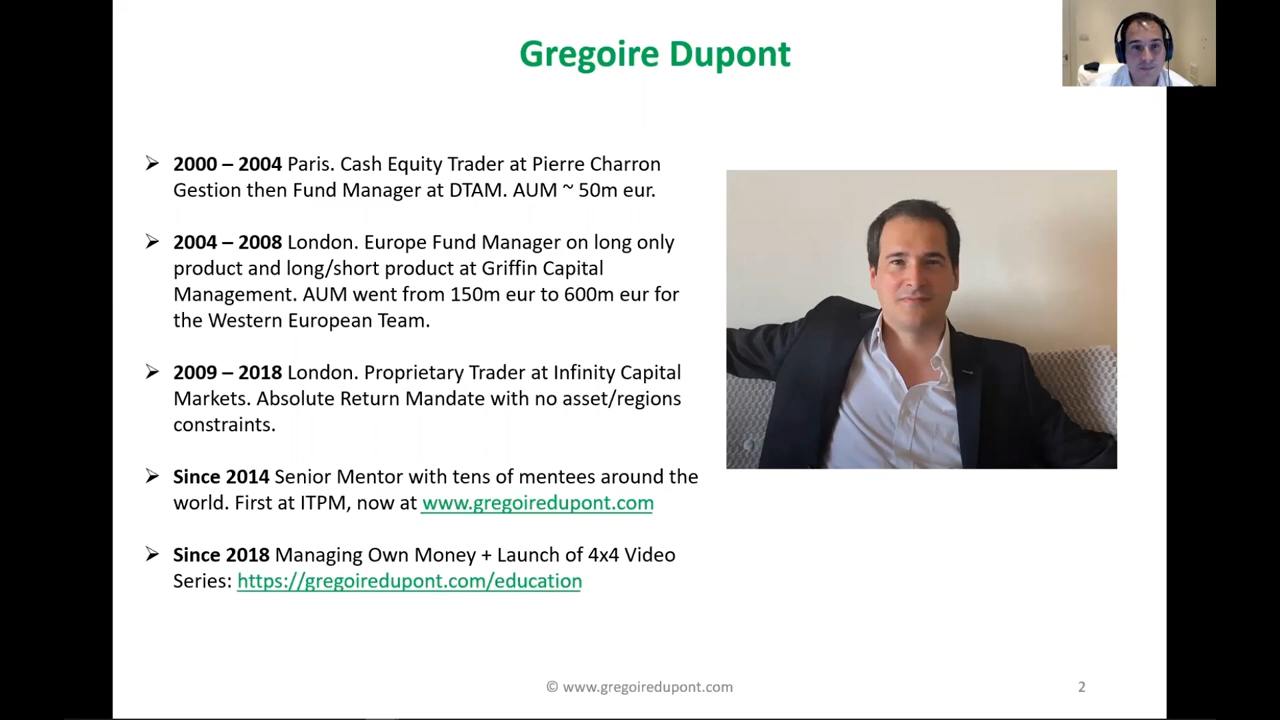 Gregoire Dupont
➢ 2000 – 2004 Paris. Cash Equity Trader at Pierre Charron
Gestion then Fund Manager at DTAM. AUM ~ 50m eur.
➢ 2004 – 2008 London. Europe Fund Manager on long only
product and long/short product at Griffin Capital
Management. AUM went from 150m eur to 600m eur for
the Western European Team.
➢ 2009 – 2018 London. Proprietary Trader at Infinity Capital
Markets. Absolute Return Mandate with no asset/regions
constraints.
➢ Since 2014 Senior Mentor with tens of mentees around the
world. First at ITPM, now at www.gregoiredupont.com
➢ Since 2018 Managing Own Money + Launch of 4x4 Video
Series: https://gregoiredupont.com/education
© www.gregoiredupont.com
2